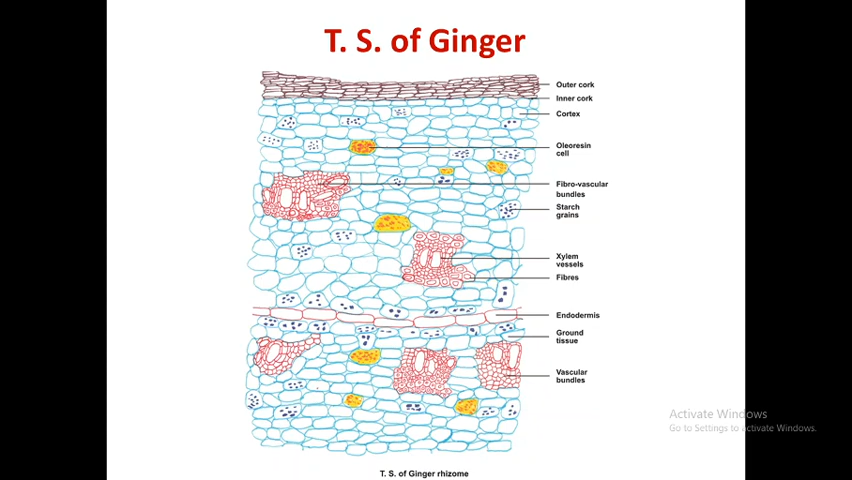 T. S. of Ginger
Outer cork
Inner cork
Cortex
Oleoresin
cell
Fibro-vascular
bundles
Starch
grains
Xylem
vessels
Fibres
Endodermis
Ground
tissue
Vascular
bundles
Activate Windows
Go to Settings to activate Windows.
T. S. of Ginger rhizome